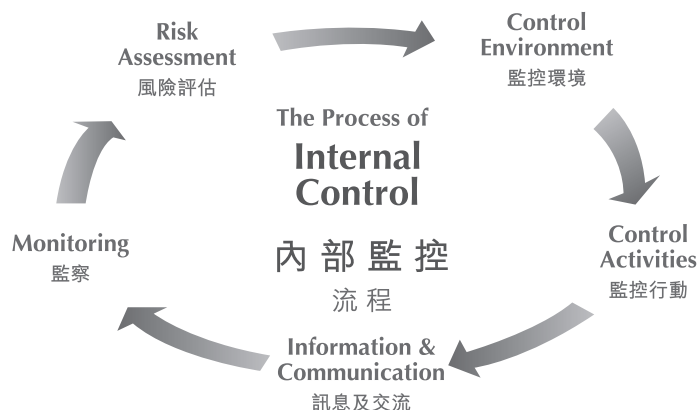 Risk
Assessment
風險評估
Control
Environment
監控環境
The Process of
Internal
Control
內部監控
流程
Monitoring
監察
Control
Activities
監控行動
Information &
Communication
訊息及交流